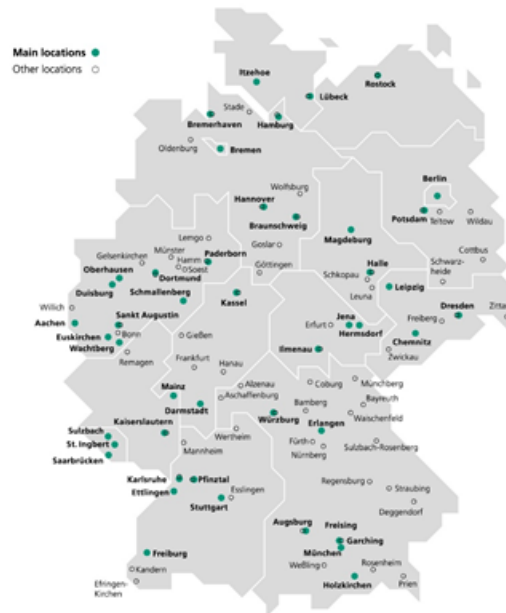 Main locations
Other locations
Itzehoe
Rostock
Lübeck
Stade
Bremerhaven
Hamburg
Oldenburg
Bremen
Berlin
Wolfsburg
Hannover
Potsdam
Teltow
Wildau
Braunschweig
Lemgo
Magdeburg
Goslar
Cottbus
Münster
Gelsenkirchen
Hamm
Paderborn
Soest
Göttingen
Halle
Schkopau
Schwarz-
heide
Oberhausen
Dortmund
Leipzig
Duisburg
Schmallenberg
Kassel
Leuna
Willich
Dresden
Sankt Augustin
Jena
Freiberg
Aachen
Erfurt
Euskirchen
Bonn
Hermsdorf
Chemnitz
Wachtberg
Gießen
Ilmenau
Zwickau
Remagen
Frankfurt
Hanau
Coburg
Münchberg
Alzenau
Mainz
Aschaffenburg
Bayreuth
Bamberg
Darmstadt
Würzburg
Waischenfeld
Erlangen
Sulzbach
Kaiserslautern
Wertheim
St. Ingbert
Fürth
Mannheim
Nürnberg
Sulzbach-Rosenberg
Saarbrücken
Karlsruhe
Pfinztal
Regensburg
Ettlingen
Esslingen
Straubing
Stuttgart
Deggendorf
Augsburg
Freising
Garching
Freiburg
München
Weßling
Rosenheim
Kandern
Holzkirchen
Prien
Efringen-
Kirchen